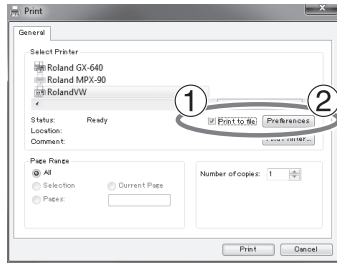 Print
General
Select Printer
Roland GX-640
Roland MPX-90
RolandVW
1
2
Status: Ready
Print to file
Preferences
Location:
Comment:
Page Range
All
Selection
Current Page
Pages:
Number of copies: 1
Print
Cancel